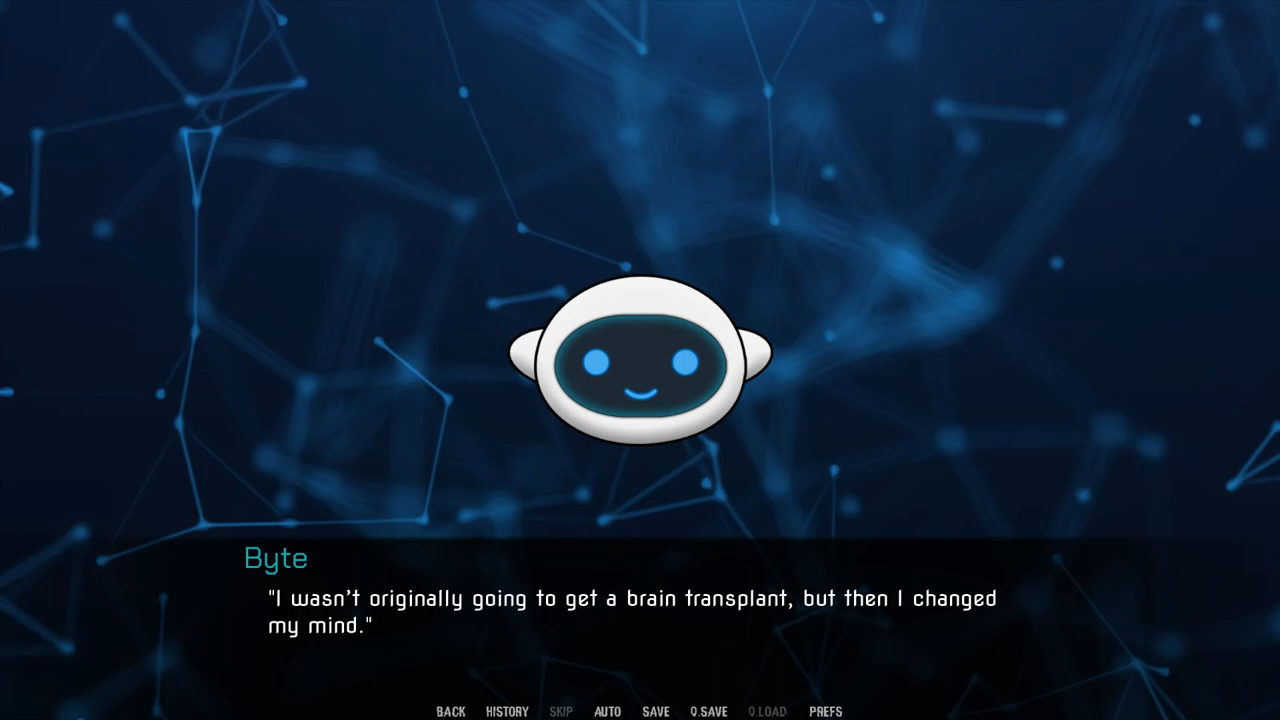 Byte
"I wasn’t originally going to get a brain transplant, but then I changed
my mind."
BACK HISTORY SKIP AUTO SAVE Q.SAVE Q.LOAD PREFS